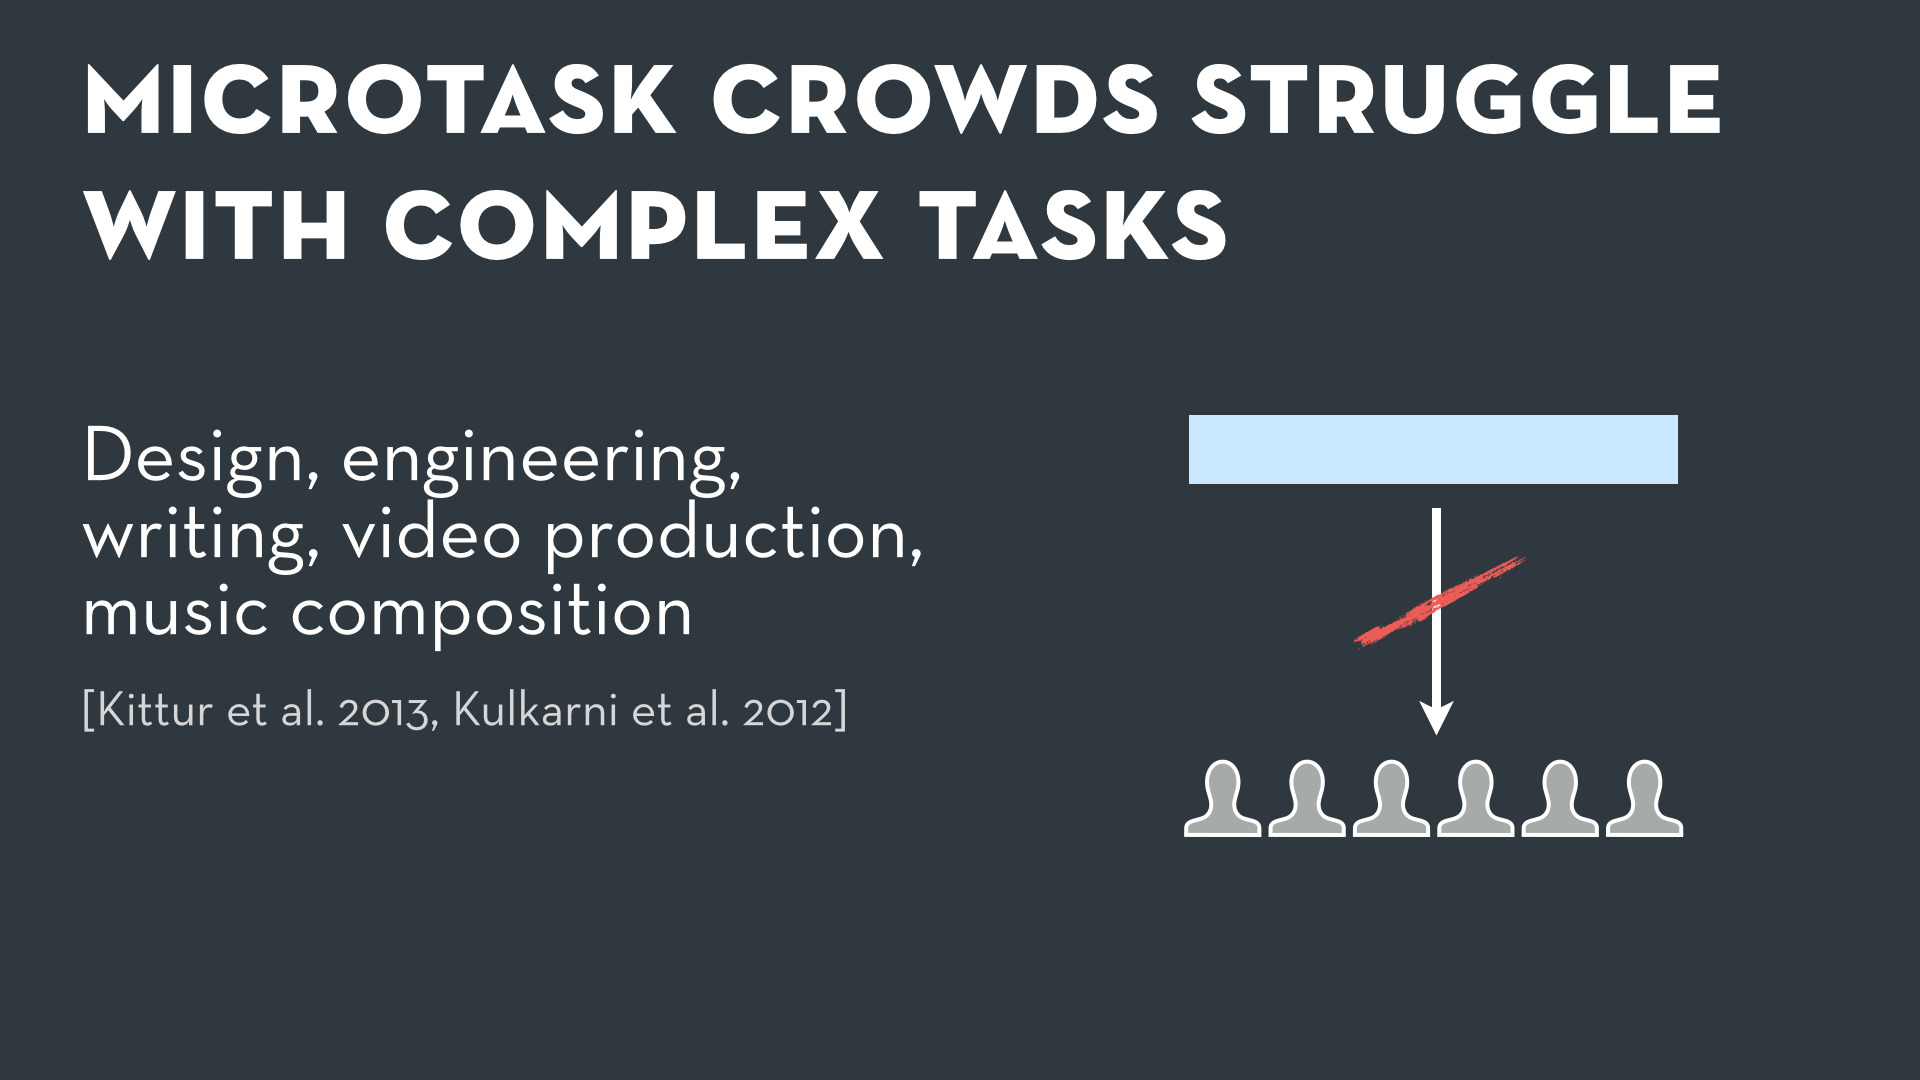 MICROTASK CROWDS STRUGGLE
WITH COMPLEX TASKS
Design, engineering,
writing, video production,
music composition
[Kittur et al. 2013, Kulkarni et al. 2012]